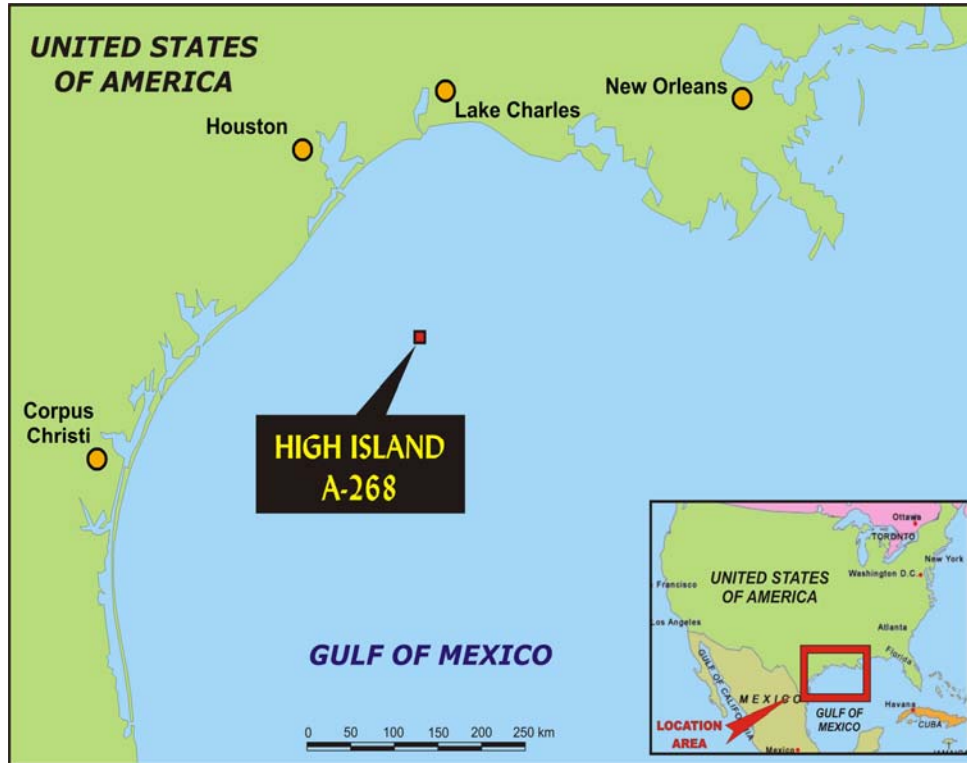 UNITED STATES
OF AMERICA
New Orleans
Lake Charles
Houston
HIGH ISLAND
A-268
Corpus
Christi
GULF OF MEXICO
0 50 100 150 200 250 km
Ottawa
TORONTO
New York
Washington D.C.
UNITED STATES
OF AMERICA
Francisco
Los Angeles
Atlanta
Florida
GULF OF CALIFORNIA
MEXICO
Havana
CUBA
LOCATION
AREA
GULF OF
MEXICO
Mexico